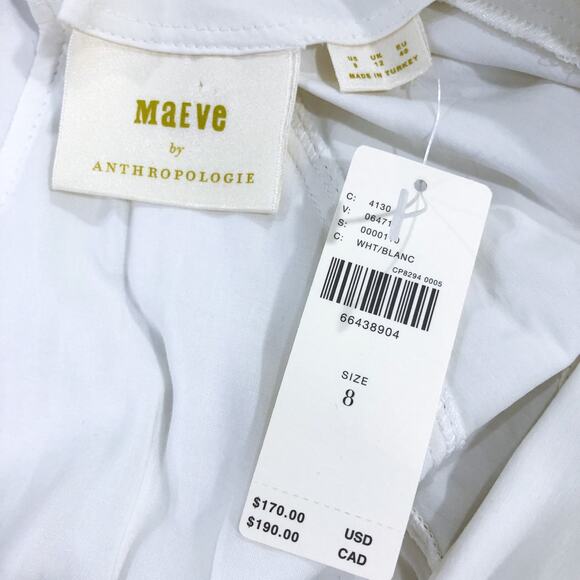 MaEVe
by
ANTHROPOLOGIE
US UK EU
12 40
MADE IN TURKEY
C: 4130
V: 06471
S: 0000110
C: WHT/BLANC
CP8294 0005
66438904
SIZE
8
$170.00 USD
$190.00 CAD